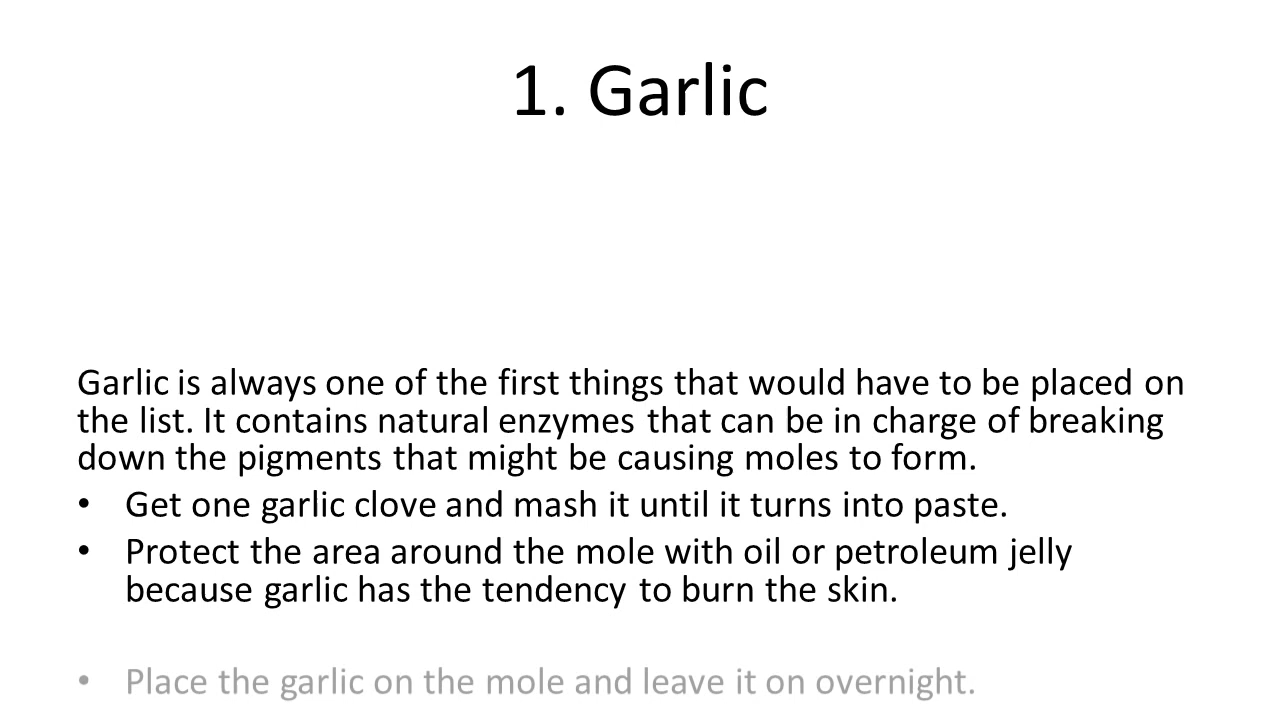 1. Garlic
Garlic is always one of the first things that would have to be placed on
the list. It contains natural enzymes that can be in charge of breaking
down the pigments that might be causing moles to form.
• Get one garlic clove and mash it until it turns into paste.
• Protect the area around the mole with oil or petroleum jelly
because garlic has the tendency to burn the skin.
• Place the garlic on the mole and leave it on overnight.